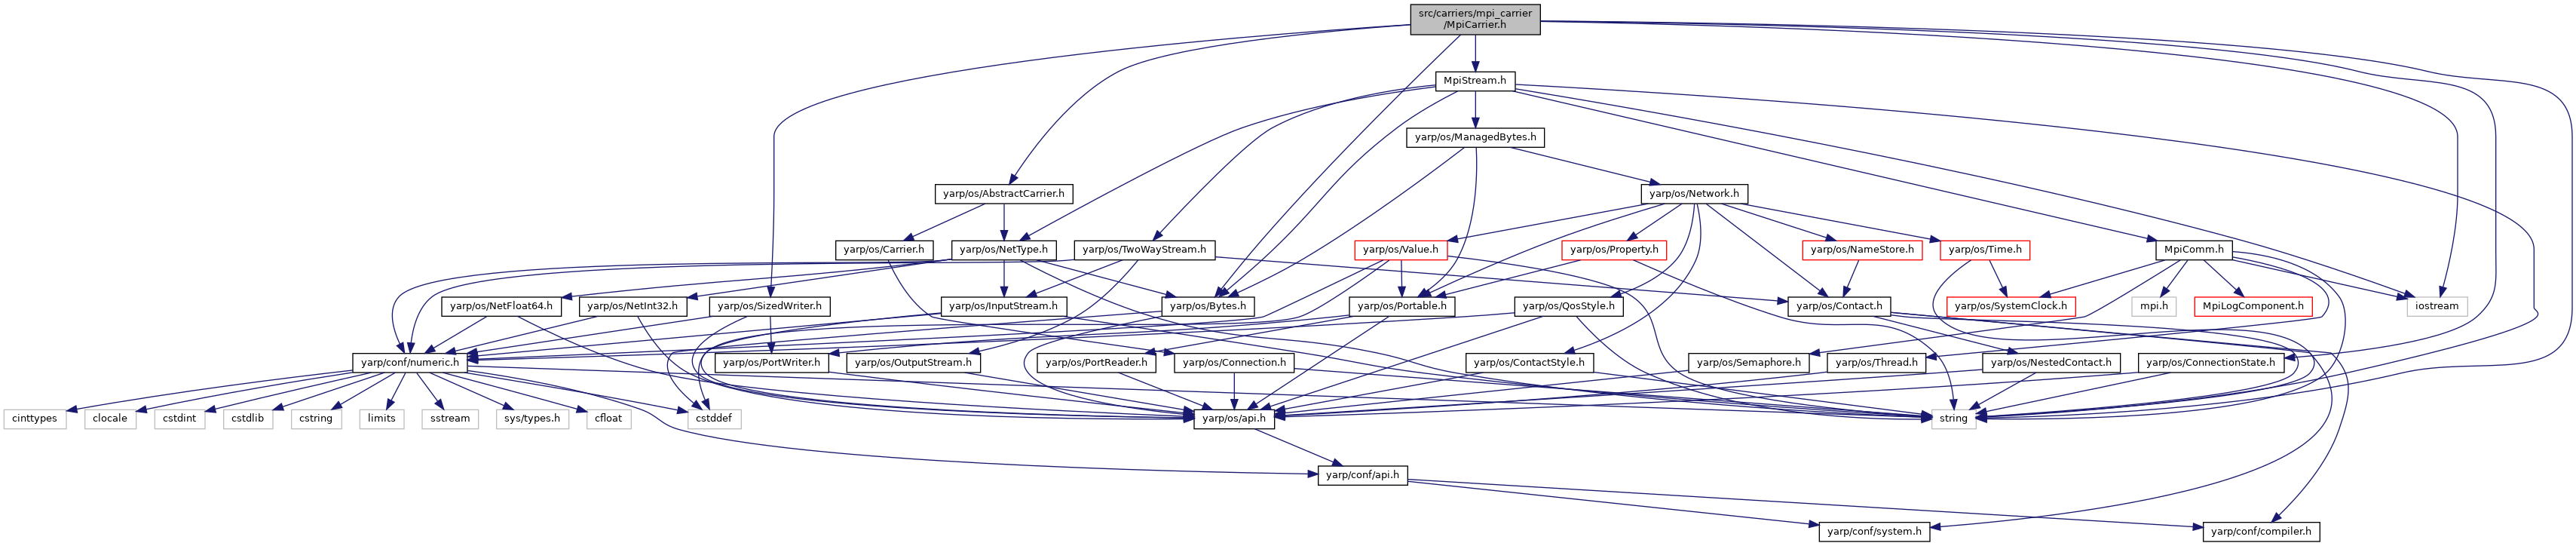 src/carriers/mpi_carrier
/MpiCarrier.h
MpiStream.h
yarp/os/ManagedBytes.h
yarp/os/AbstractCarrier.h
yarp/os/Network.h
yarp/os/Carrier.h
yarp/os/NetType.h
yarp/os/TwoWayStream.h
yarp/os/Value.h
yarp/os/Property.h
yarp/os/NameStore.h
yarp/os/Time.h
MpiComm.h
yarp/os/NetFloat64.h
yarp/os/NetInt32.h
yarp/os/SizedWriter.h
yarp/os/InputStream.h
yarp/os/Bytes.h
yarp/os/Portable.h
yarp/os/QosStyle.h
yarp/os/Contact.h
yarp/os/SystemClock.h
mpi.h
MpiLogComponent.h
iostream
yarp/conf/numeric.h
yarp/os/PortWriter.h
yarp/os/OutputStream.h
yarp/os/PortReader.h
yarp/os/Connection.h
yarp/os/ContactStyle.h
yarp/os/Semaphore.h
yarp/os/Thread.h
yarp/os/NestedContact.h
yarp/os/ConnectionState.h
cinttypes
clocale
cstdint
cstdlib
cstring
limits
sstream
sys/types.h
cfloat
cstddef
yarp/os/api.h
string
yarp/conf/api.h
yarp/conf/system.h
yarp/conf/compiler.h